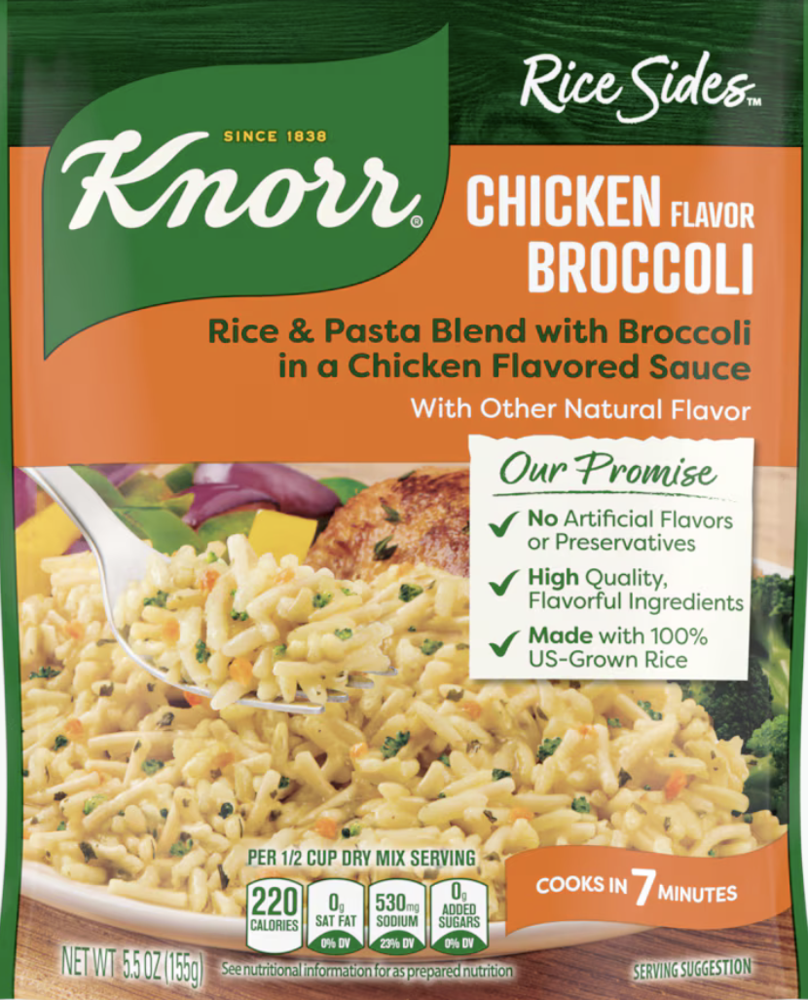 Rice Sides™
SINCE 1838
Knorr®
CHICKEN FLAVOR
BROCCOLI
Rice & Pasta Blend with Broccoli
in a Chicken Flavored Sauce
With Other Natural Flavor
Our Promise
No Artificial Flavors
or Preservatives
High Quality,
Flavorful Ingredients
Made with 100%
US-Grown Rice
PER 1/2 CUP DRY MIX SERVING
220
CALORIES
0g
SAT FAT
0% DV
530mg
SODIUM
23% DV
0g
ADDED
SUGARS
0% DV
COOKS IN 7 MINUTES
NET WT 5.5 OZ (155g)
See nutritional information for as prepared nutrition
SERVING SUGGESTION